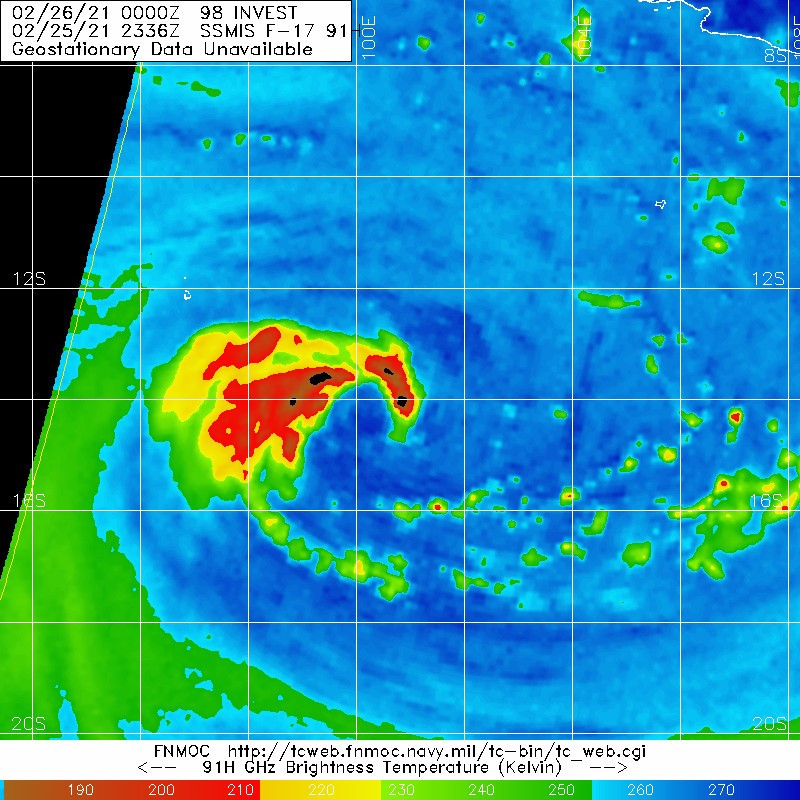 02/26/21 0000Z 98 INVEST
02/25/21 2336Z SSMIS F-17 91H
Geostationary Data Unavailable
100E
104E
108E
8S
12S
12S
16S
16S
20S
20S
FNMOC http://tcweb.fnmoc.navy.mil/tc-bin/tc_web.cgi
<-- 91H GHz Brightness Temperature (Kelvin) -->
190 200 210 220 230 240 250 260 270